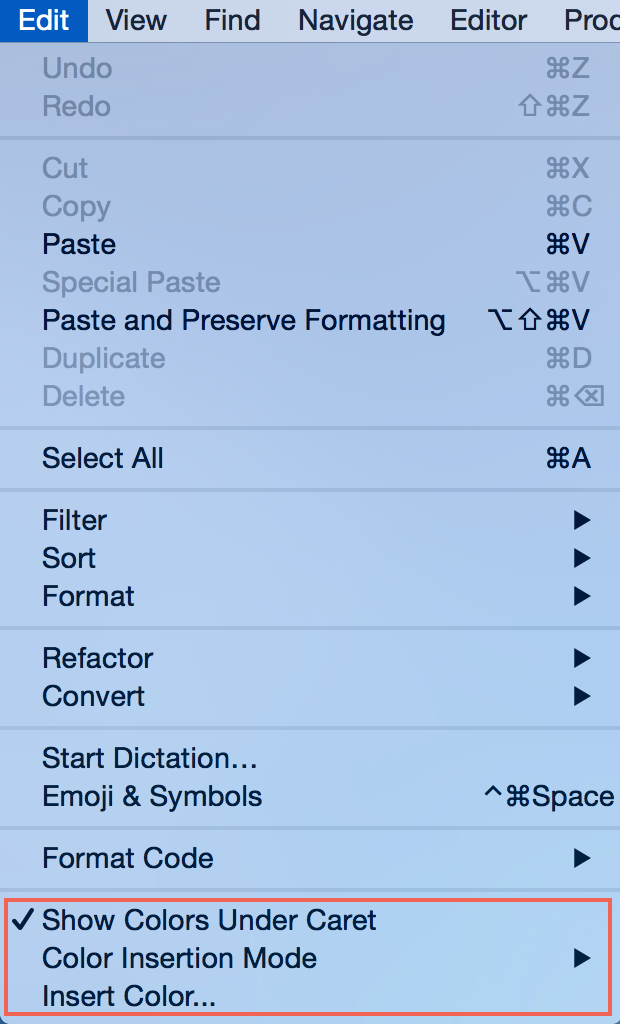 Edit View Find Navigate Editor Proc
Undo ⌘Z
Redo ⇧⌘Z
Cut ⌘X
Copy ⌘C
Paste ⌘V
Special Paste ⌥⌘V
Paste and Preserve Formatting ⌥⇧⌘V
Duplicate ⌘D
Delete ⌘⌫
Select All ⌘A
Filter ▶
Sort ▶
Format ▶
Refactor ▶
Convert ▶
Start Dictation...
Emoji & Symbols ^⌘Space
Format Code ▶
✓ Show Colors Under Caret
Color Insertion Mode ▶
Insert Color...